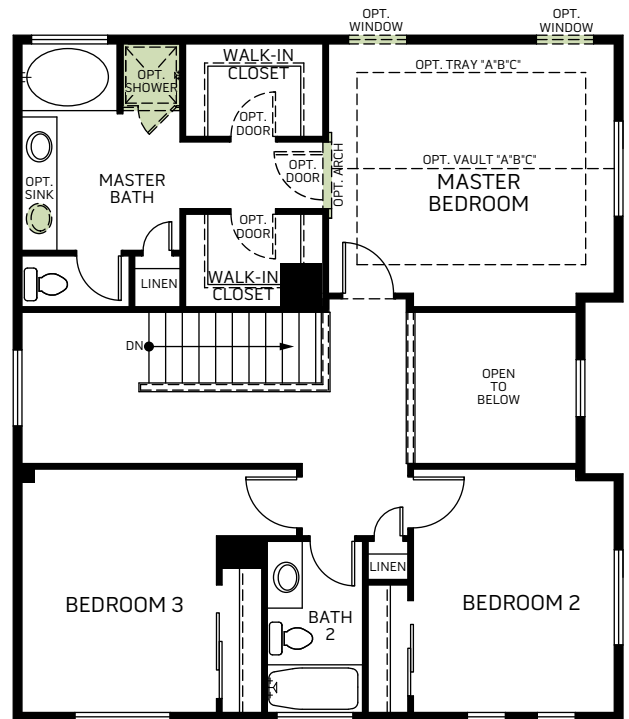 OPT.
WINDOW
OPT.
WINDOW
WALK-IN
CLOSET
OPT. TRAY "A"B"C"
OPT.
SHOWER
OPT.
DOOR
OPT. VAULT "A"B"C"
OPT.
DOOR
OPT. ARCH
MASTER
BEDROOM
OPT.
SINK
MASTER
BATH
OPT.
DOOR
LINEN
WALK-IN
CLOSET
DN
OPEN
TO
BELOW
LINEN
BEDROOM 3
BATH
2
BEDROOM 2